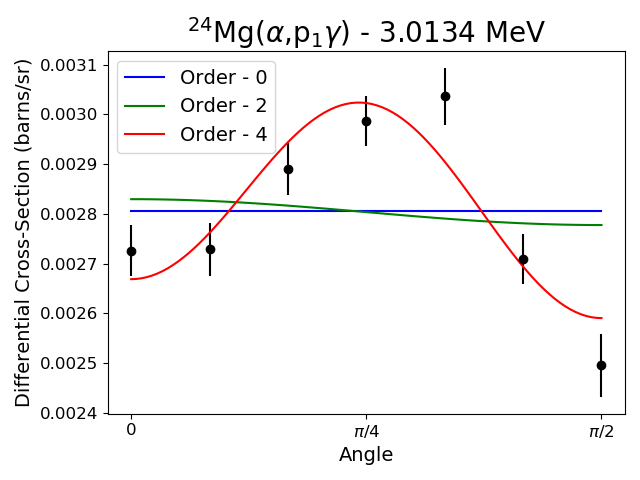 ²⁴Mg(α,p₁γ) - 3.0134 MeV
Order - 0
Order - 2
Order - 4
Differential Cross-Section (barns/sr)
0.0031
0.0030
0.0029
0.0028
0.0027
0.0026
0.0025
0.0024
0 π/4 π/2
Angle